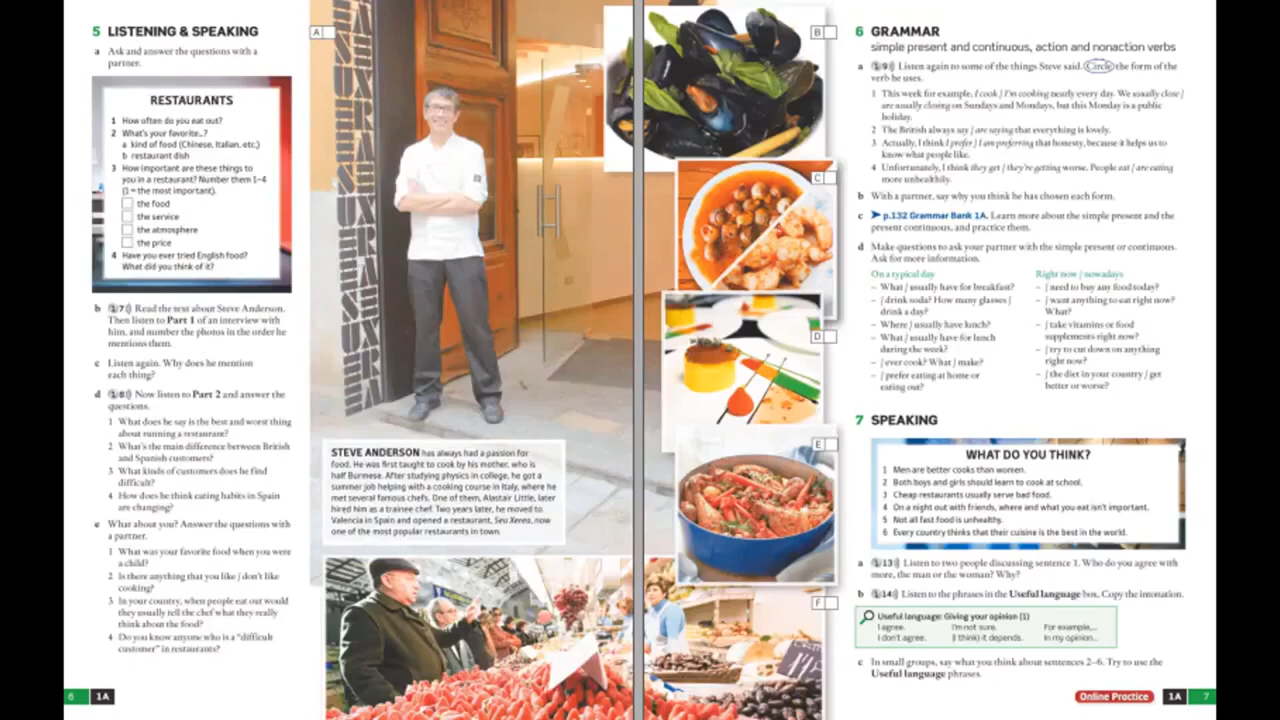 5 LISTENING & SPEAKING
a Ask and answer the questions with a
partner.
RESTAURANTS
1 How often do you eat out?
2 What's your favorite...?
a kind of food (Chinese, Italian, etc.)
b restaurant dish
3 How important are these things to
you in a restaurant? Number them 1–4
(1 = the most important).
the food
the service
the atmosphere
the price
4 Have you ever tried English food?
What did you think of it?
b 1 7)) Read the text about Steve Anderson.
Then listen to Part 1 of an interview with
him, and number the photos in the order he
mentions them.
c Listen again. Why does he mention
each thing?
d 1 8)) Now listen to Part 2 and answer the
questions.
1 What does he say is the best and worst thing
about running a restaurant?
2 What's the main difference between British
and Spanish customers?
3 What kinds of customers does he find
difficult?
4 How does he think eating habits in Spain
are changing?
e What about you? Answer the questions with
a partner.
1 What was your favorite food when you were
a child?
2 Is there anything that you like / don't like
cooking?
3 In your country, when people eat out would
they usually tell the chef what they really
think about the food?
4 Do you know anyone who is a "difficult
customer" in restaurants?
6 1A
A
STEVE ANDERSON has always had a passion for
food. He was first taught to cook by his mother, who is
half Burmese. After studying physics in college, he got a
summer job helping with a cooking course in Italy, where he
met several famous chefs. One of them, Alastair Little, later
hired him as a trainee chef. Two years later, he moved to
Valencia in Spain and opened a restaurant, Seu Xerea, now
one of the most popular restaurants in town.
B
C
D
E
F
6 GRAMMAR
simple present and continuous, action and nonaction verbs
a 1 9)) Listen again to some of the things Steve said. Circle the form of the
verb he uses.
1 This week for example, I cook / I'm cooking nearly every day. We usually close /
are usually closing on Sundays and Mondays, but this Monday is a public
holiday.
2 The British always say / are saying that everything is lovely.
3 Actually, I think I prefer / I am preferring that honesty, because it helps us to
know what people like.
4 Unfortunately, I think they get / they're getting worse. People eat / are eating
more unhealthily.
b With a partner, say why you think he has chosen each form.
c ➤ p.132 Grammar Bank 1A. Learn more about the simple present and the
present continuous, and practice them.
d Make questions to ask your partner with the simple present or continuous.
Ask for more information.
On a typical day
– What / usually have for breakfast?
– / drink soda? How many glasses /
drink a day?
– Where / usually have lunch?
– What / usually have for lunch
during the week?
– / ever cook? What / make?
– / prefer eating at home or
eating out?
Right now / nowadays
– / need to buy any food today?
– / want anything to eat right now?
What?
– / take vitamins or food
supplements right now?
– / try to cut down on anything
right now?
– / the diet in your country / get
better or worse?
7 SPEAKING
WHAT DO YOU THINK?
1 Men are better cooks than women.
2 Both boys and girls should learn to cook at school.
3 Cheap restaurants usually serve bad food.
4 On a night out with friends, where and what you eat isn't important.
5 Not all fast food is unhealthy.
6 Every country thinks that their cuisine is the best in the world.
a 1 13)) Listen to two people discussing sentence 1. Who do you agree with
more, the man or the woman? Why?
b 1 14)) Listen to the phrases in the Useful language box. Copy the intonation.
Useful language: Giving your opinion (1)
I agree. I'm not sure. For example,...
I don't agree. (I think) it depends. In my opinion...
c In small groups, say what you think about sentences 2–6. Try to use the
Useful language phrases.
Online Practice 1A 7